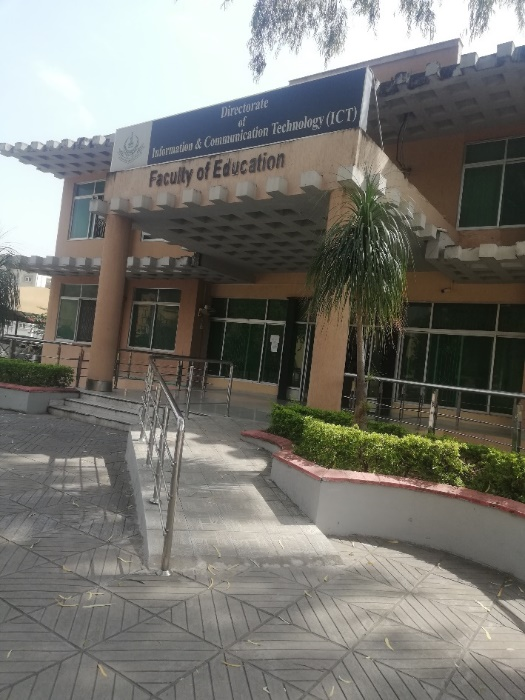 Directorate
of
Information & Communication Technology (ICT)
Faculty of Education